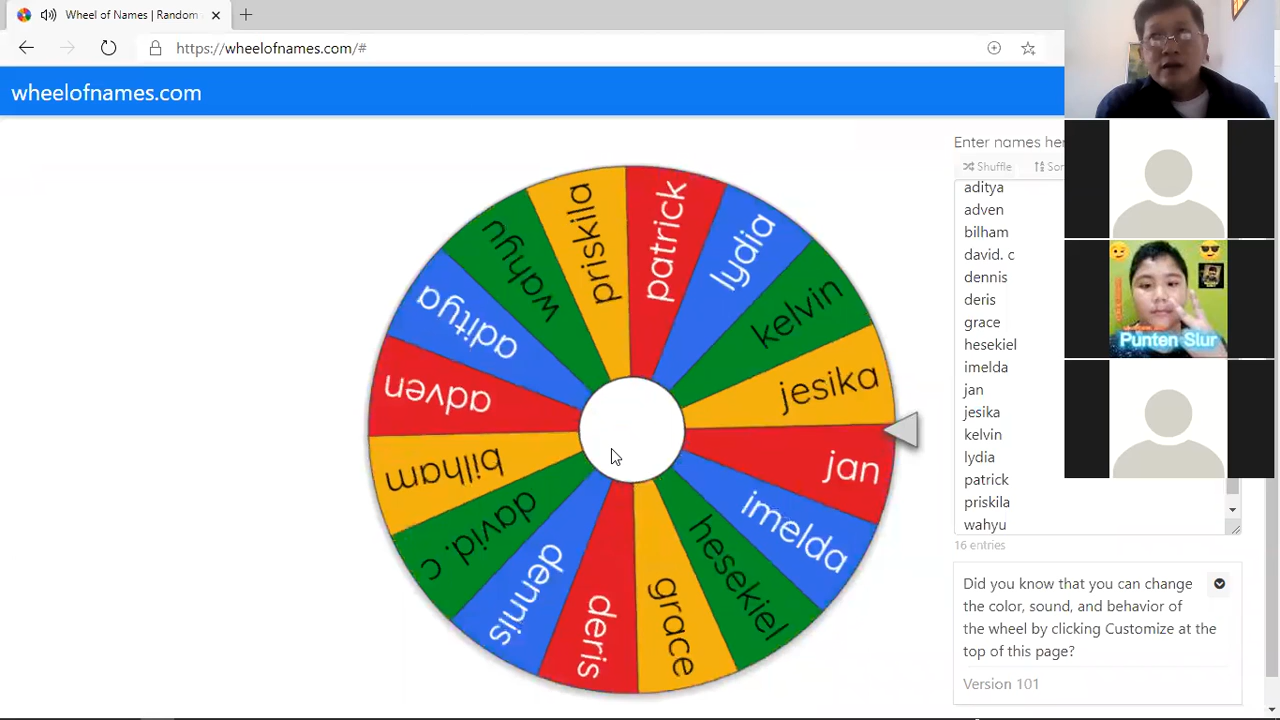 Wheel of Names | Random
https://wheelofnames.com/#
wheelofnames.com
Enter names her
Shuffle
Sor
aditya
adven
bilham
david. c
dennis
deris
grace
hesekiel
imelda
jan
jesika
kelvin
lydia
patrick
priskila
wahyu
16 entries
Did you know that you can change
the color, sound, and behavior of
the wheel by clicking Customize at the
top of this page?
Version 101
patrick
lydia
kelvin
jesika
jan
imelda
hesekiel
grace
deris
dennis
david. c
bilham
adven
aditya
wahyu
priskila
Punten Slur